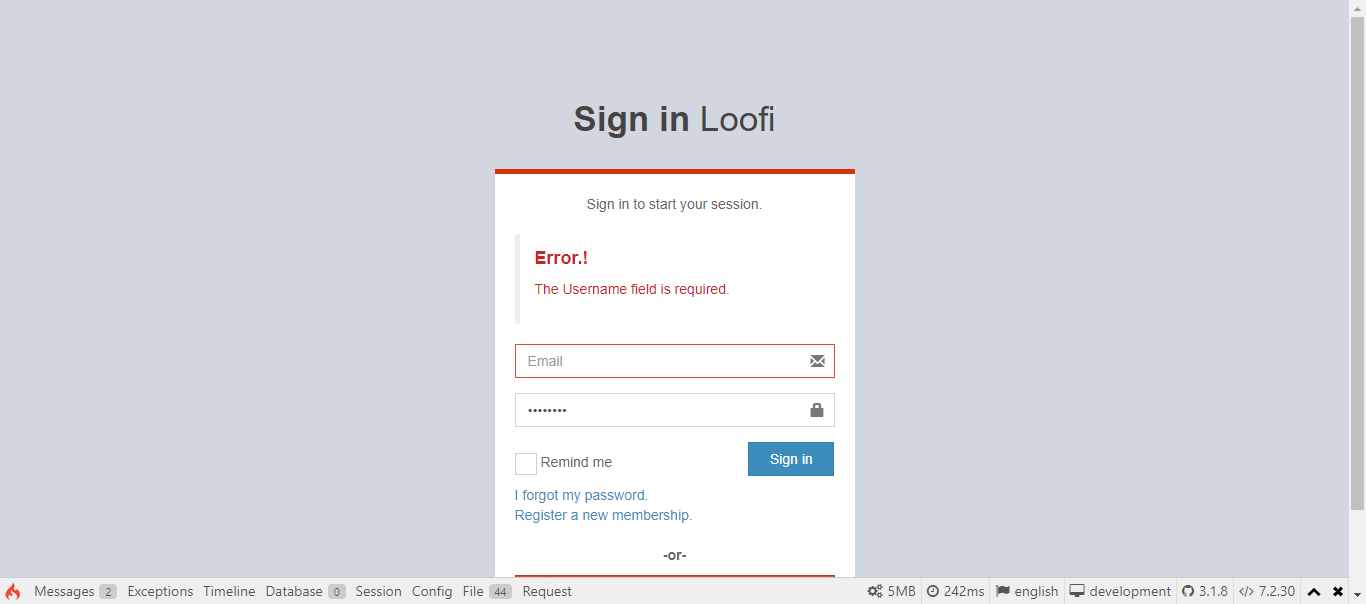 Sign in Loofi
Sign in to start your session.
Error.!
The Username field is required.
Email
••••••••
Remind me
Sign in
I forgot my password.
Register a new membership.
-or-
Messages 2 Exceptions Timeline Database 0 Session Config File 44 Request 5MB 242ms english development 3.1.8 7.2.30